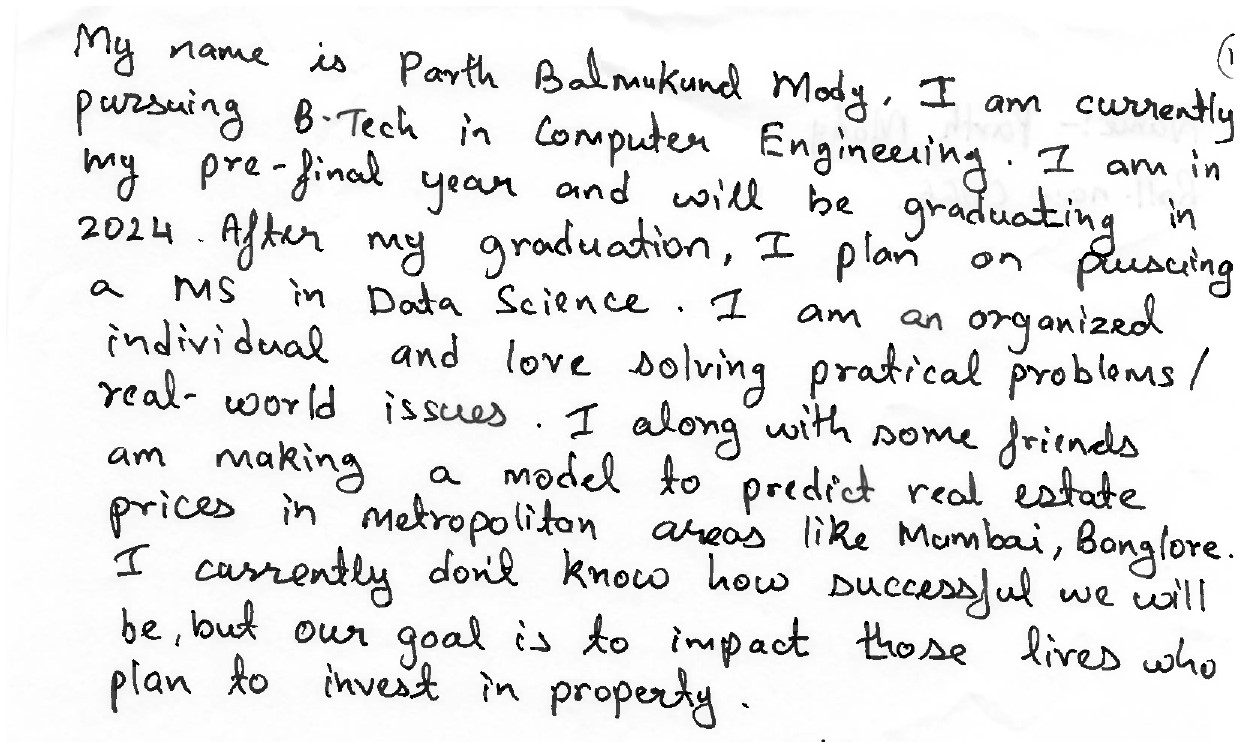 My name is Parth Balmukund Mody. I am currently
pursuing B-Tech in Computer Engineering. I am in
my pre-final year and will be graduating in
2024. After my graduation, I plan on pursuing
a MS in Data Science. I am an organized
individual and love solving pratical problems/
real-world issues. I along with some friends
am making a model to predict real estate
prices in metropolitan areas like Mumbai, Banglore.
I currently don't know how successful we will
be, but our goal is to impact those lives who
plan to invest in property.